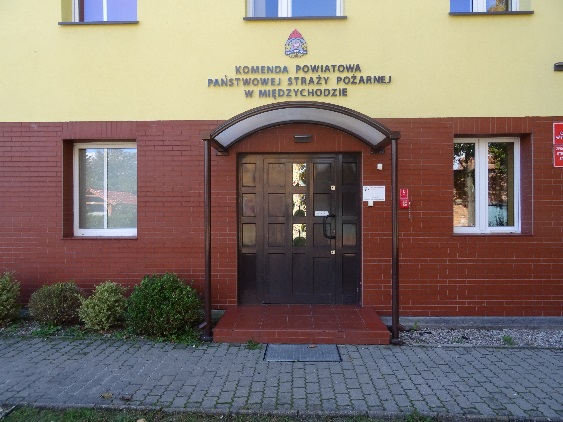 KOMENDA POWIATOWA
PAŃSTWOWEJ STRAŻY POŻARNEJ
W MIĘDZYCHODZIE